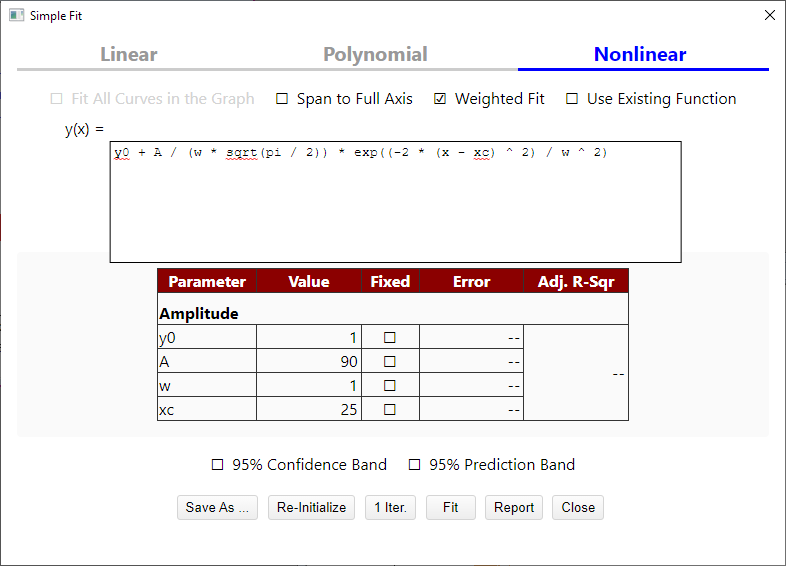 Simple Fit
Linear Polynomial Nonlinear
Fit All Curves in the Graph Span to Full Axis Weighted Fit Use Existing Function
y(x) =
y0 + A / (w * sqrt(pi / 2)) * exp((-2 * (x - xc) ^ 2) / w ^ 2)
Parameter Value Fixed Error Adj. R-Sqr
Amplitude
y0 1 --
A 90 --
--
w 1 --
xc 25 --
95% Confidence Band 95% Prediction Band
Save As ... Re-Initialize 1 Iter. Fit Report Close